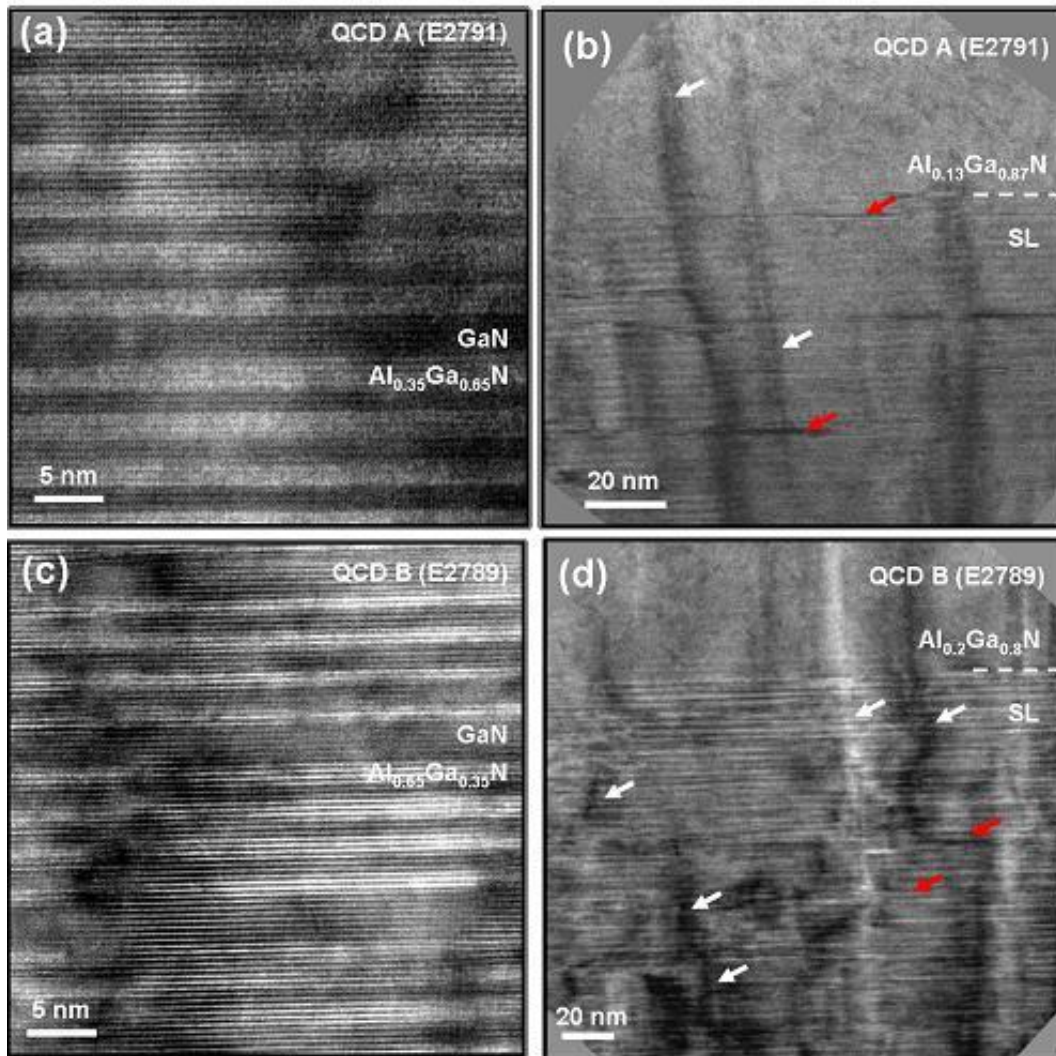 (a)
QCD A (E2791)
GaN
Al0.35Ga0.65N
5 nm
(b)
QCD A (E2791)
Al0.13Ga0.87N
SL
20 nm
(c)
QCD B (E2789)
GaN
Al0.65Ga0.35N
5 nm
(d)
QCD B (E2789)
Al0.2Ga0.8N
SL
20 nm